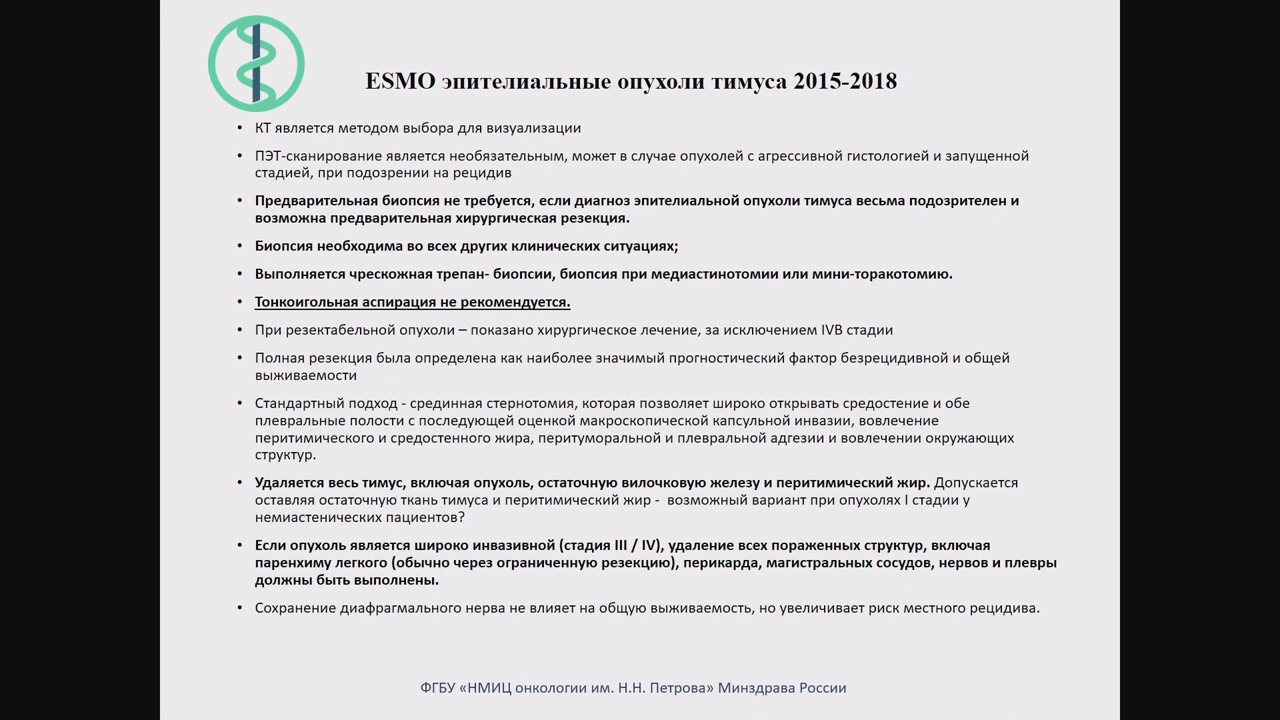 ESMO эпителиальные опухоли тимуса 2015-2018
• КТ является методом выбора для визуализации
• ПЭТ-сканирование является необязательным, может в случае опухолей с агрессивной гистологией и запущенной
стадией, при подозрении на рецидив
• Предварительная биопсия не требуется, если диагноз эпителиальной опухоли тимуса весьма подозрителен и
возможна предварительная хирургическая резекция.
• Биопсия необходима во всех других клинических ситуациях;
• Выполняется чрескожная трепан- биопсии, биопсия при медиастинотомии или мини-торакотомию.
• Тонкоигольная аспирация не рекомендуется.
• При резектабельной опухоли – показано хирургическое лечение, за исключением IVB стадии
• Полная резекция была определена как наиболее значимый прогностический фактор безрецидивной и общей
выживаемости
• Стандартный подход - срединная стернотомия, которая позволяет широко открывать средостение и обе
плевральные полости с последующей оценкой макроскопической капсульной инвазии, вовлечение
перитимического и средостенного жира, перитуморальной и плевральной адгезии и вовлечении окружающих
структур.
• Удаляется весь тимус, включая опухоль, остаточную вилочковую железу и перитимический жир. Допускается
оставляя остаточную ткань тимуса и перитимический жир - возможный вариант при опухолях I стадии у
немиастенических пациентов?
• Если опухоль является широко инвазивной (стадия III / IV), удаление всех пораженных структур, включая
паренхиму легкого (обычно через ограниченную резекцию), перикарда, магистральных сосудов, нервов и плевры
должны быть выполнены.
• Сохранение диафрагмального нерва не влияет на общую выживаемость, но увеличивает риск местного рецидива.
ФГБУ «НМИЦ онкологии им. Н.Н. Петрова» Минздрава России